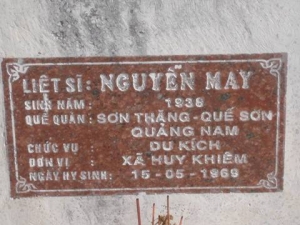 LIỆT SĨ: NGUYỄN MAY
SINH NĂM : 1938
QUÊ QUÁN: SƠN THẮNG-QUẾ SƠN
QUẢNG NAM
CHỨC VỤ : DU KÍCH
ĐƠN VỊ : XÃ HUY KHIÊM
NGÀY HY SINH: 15-05-1969